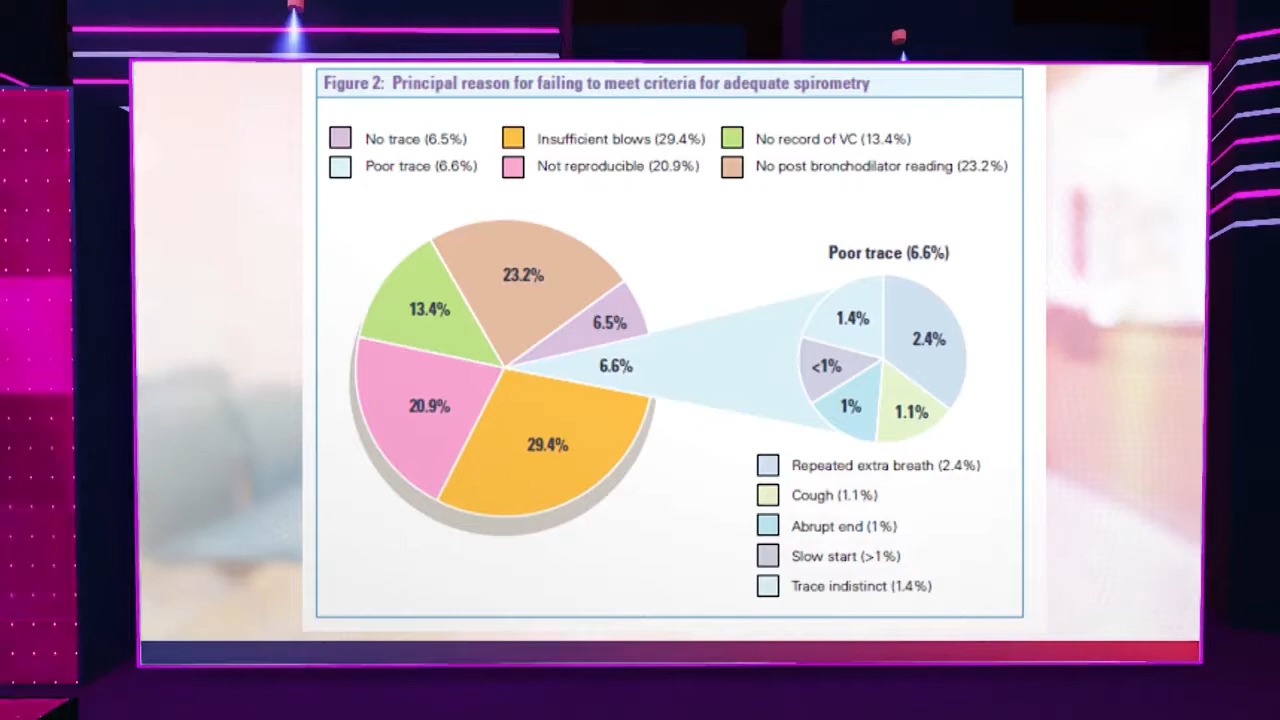 Figure 2: Principal reason for failing to meet criteria for adequate spirometry
No trace (6.5%)
Insufficient blows (29.4%)
No record of VC (13.4%)
Poor trace (6.6%)
Not reproducible (20.9%)
No post bronchodilator reading (23.2%)
23.2%
13.4%
6.5%
6.6%
20.9%
29.4%
Poor trace (6.6%)
1.4%
2.4%
<1%
1%
1.1%
Repeated extra breath (2.4%)
Cough (1.1%)
Abrupt end (1%)
Slow start (>1%)
Trace indistinct (1.4%)